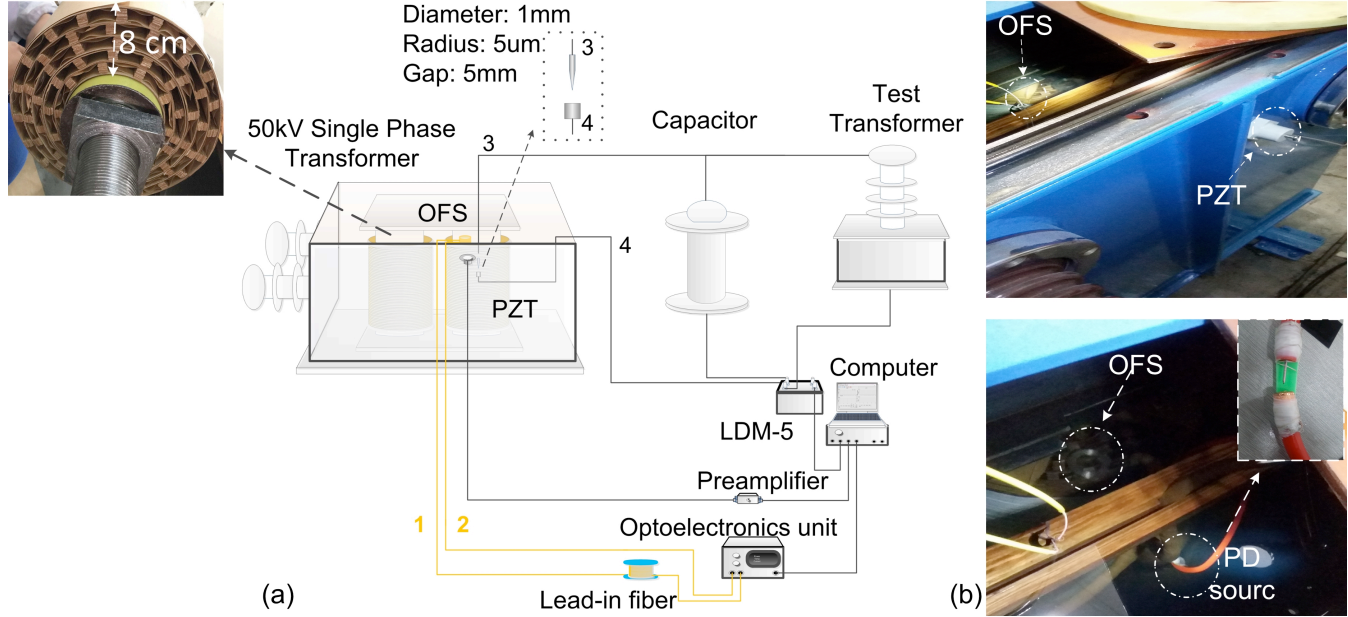 8 cm
Diameter: 1mm
Radius: 5um
Gap: 5mm
3
4
50kV Single Phase
Transformer
3
Capacitor
Test
Transformer
OFS
4
PZT
Computer
LDM-5
Preamplifier
1
2
Optoelectronics unit
Lead-in fiber
(a)
OFS
PZT
OFS
PD
sourc
(b)